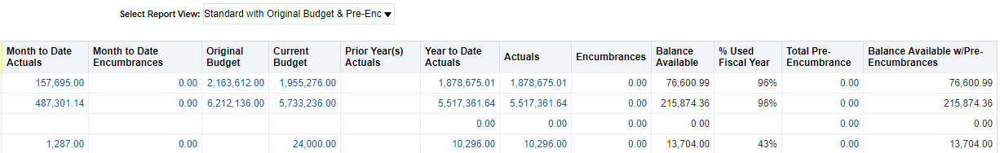 Select Report View: Standard with Original Budget & Pre-Enc
Month to Date Actuals Month to Date Encumbrances Original Budget Current Budget Prior Year(s) Actuals Year to Date Actuals Actuals Encumbrances Balance Available % Used Fiscal Year Total Pre-Encumbrance Balance Available w/Pre-Encumbrances
157,695.00 0.00 2,163,612.00 1,955,276.00 1,878,675.01 1,878,675.01 0.00 76,600.99 96% 0.00 76,600.99
487,301.14 0.00 6,212,136.00 5,733,236.00 5,517,361.64 5,517,361.64 0.00 215,874.36 96% 0.00 215,874.36
0.00 0.00 0.00 0.00 0.00 0.00
1,287.00 0.00 24,000.00 10,296.00 10,296.00 0.00 13,704.00 43% 0.00 13,704.00